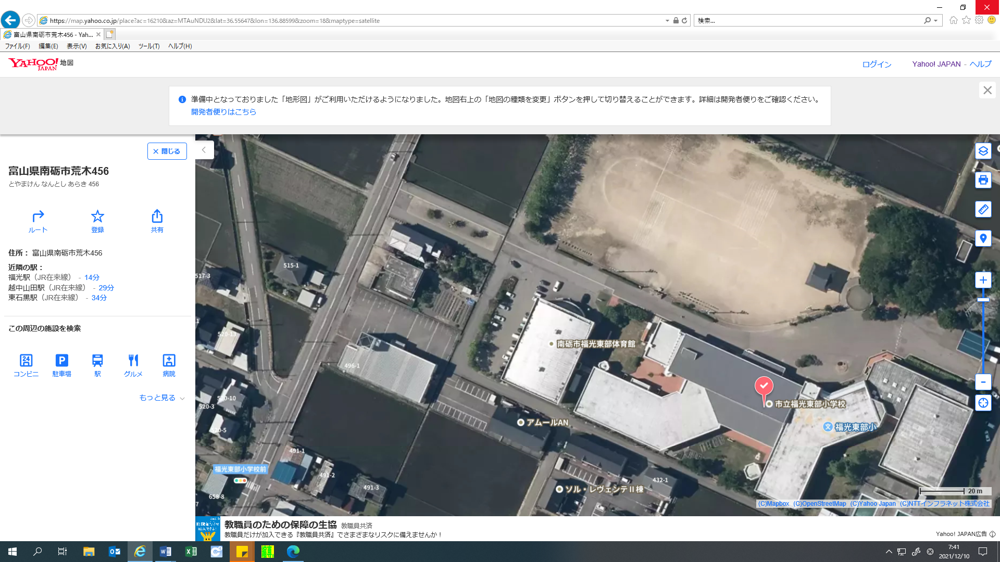 https://map.yahoo.co.jp/place?ac=16210&az=MTAuNDU2&lat=36.55647&lon=136.88599&zoom=18&maptype=satellite
検索...
富山県南砺市荒木456 - Yah...
ファイル(F) 編集(E) 表示(V) お気に入り(A) ツール(T) ヘルプ(H)
YAHOO! JAPAN 地図
ログイン Yahoo! JAPAN - ヘルプ
準備中となっておりました「地形図」がご利用いただけるようになりました。地図右上の「地図の種類を変更」ボタンを押して切り替えることができます。詳細は開発者便りをご確認ください。
開発者便りはこちら
閉じる
富山県南砺市荒木456
とやまけん なんとし あらき 456
ルート 登録 共有
住所： 富山県南砺市荒木456
近隣の駅：
福光駅（JR在来線） - 14分
越中山田駅（JR在来線） - 29分
東石黒駅（JR在来線） - 34分
この周辺の施設を検索
24 P
コンビニ 駐車場 駅 グルメ 病院
もっと見る
515-1
517-3
520-13
南砺市福光東部体育館
496-1
520-10
520-3
市立福光東部小学校
アムールAN
文 福光東部小
520-5
491-1
福光東部小学校前
491-2
432-1
491-3
ソル・レヴェンテⅡ棟
658-8
20 m
(C)Mapbox (C)OpenStreetMap (C)Yahoo Japan (C)NTTインフラネット株式会社
教職員だけが
加入できる!
教職員のための保障の生協 教職員共済
教職員だけが加入できる『教職員共済』でさまざまなリスクに備えませんか！
Yahoo! JAPAN広告
7:41
2021/12/10